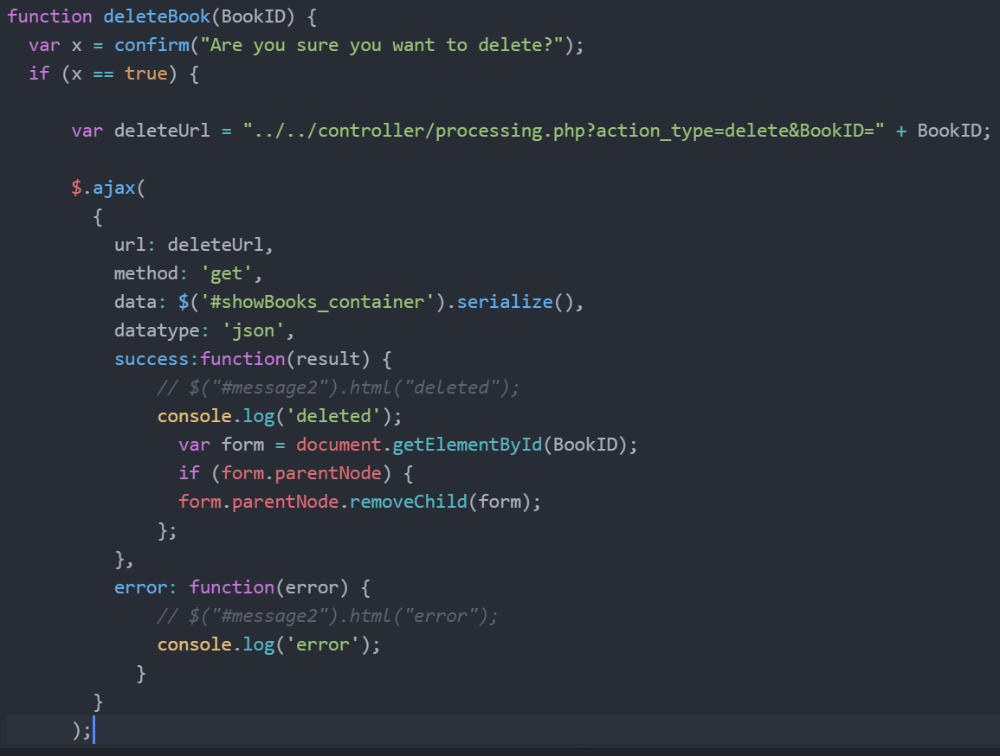 function deleteBook(BookID) {
  var x = confirm("Are you sure you want to delete?");
  if (x == true) {

      var deleteUrl = "../../controller/processing.php?action_type=delete&BookID=" + BookID;

      $.ajax(
        {
          url: deleteUrl,
          method: 'get',
          data: $('#showBooks_container').serialize(),
          datatype: 'json',
          success:function(result) {
              // $("#message2").html("deleted");
              console.log('deleted');
                var form = document.getElementById(BookID);
                if (form.parentNode) {
                form.parentNode.removeChild(form);
              };
          },
          error: function(error) {
              // $("#message2").html("error");
              console.log('error');
            }
        }
      );